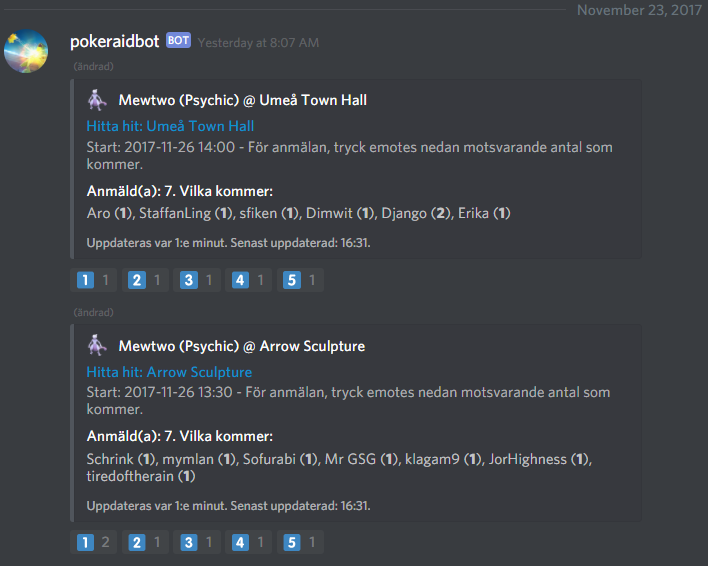 November 23, 2017
pokeraidbot BOT Yesterday at 8:07 AM
(ändrad)
Mewtwo (Psychic) @ Umeå Town Hall
Hitta hit: Umeå Town Hall
Start: 2017-11-26 14:00 - För anmälan, tryck emotes nedan motsvarande antal som
kommer.
Anmäld(a): 7. Vilka kommer:
Aro (1), StaffanLing (1), sfiken (1), Dimwit (1), Django (2), Erika (1)
Uppdateras var 1:e minut. Senast uppdaterad: 16:31.
1 1 2 1 3 1 4 1 5 1
(ändrad)
Mewtwo (Psychic) @ Arrow Sculpture
Hitta hit: Arrow Sculpture
Start: 2017-11-26 13:30 - För anmälan, tryck emotes nedan motsvarande antal som
kommer.
Anmäld(a): 7. Vilka kommer:
Schrink (1), mymlan (1), Sofurabi (1), Mr GSG (1), klagam9 (1), JorHighness (1),
tiredoftherain (1)
Uppdateras var 1:e minut. Senast uppdaterad: 16:31.
1 2 2 1 3 1 4 1 5 1